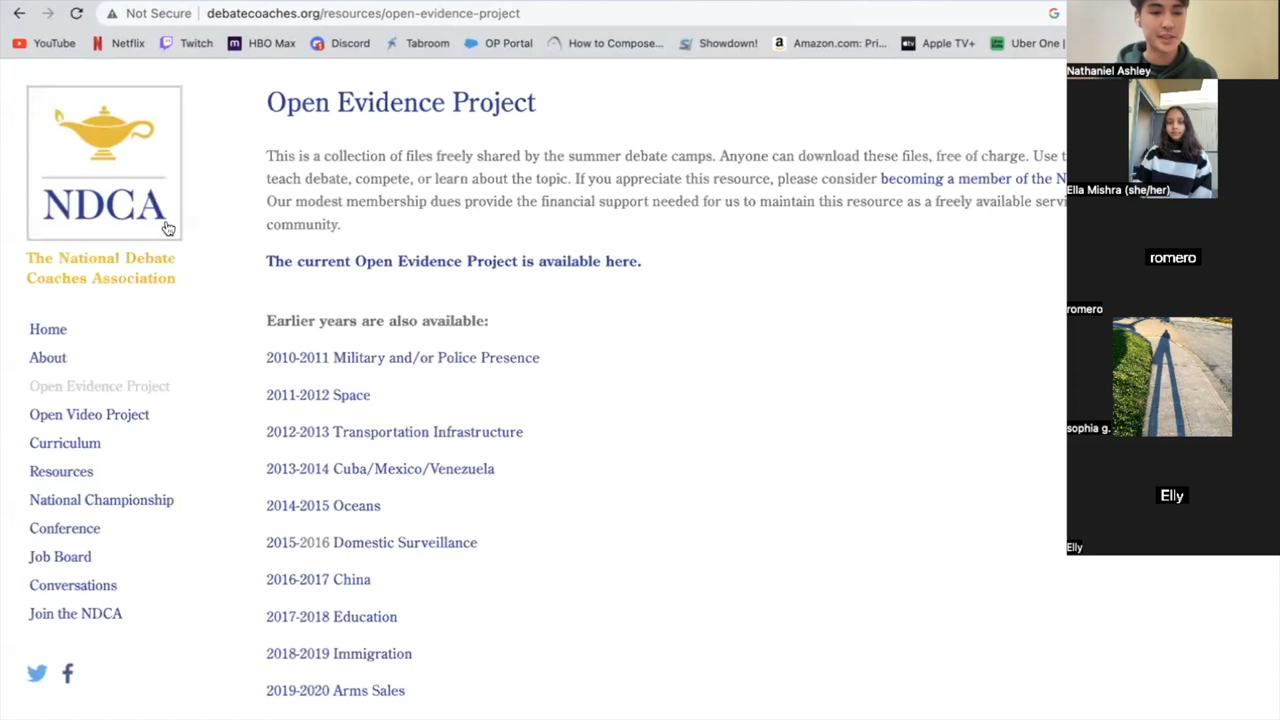 Not Secure
debatecoaches.org/resources/open-evidence-project
YouTube
Netflix
Twitch
HBO Max
Discord
Tabroom
OP Portal
How to Compose...
Showdown!
Amazon.com: Pri...
Apple TV+
Uber One |
NDCA
The National Debate
Coaches Association
Home
About
Open Evidence Project
Open Video Project
Curriculum
Resources
National Championship
Conference
Job Board
Conversations
Join the NDCA
Open Evidence Project
This is a collection of files freely shared by the summer debate camps. Anyone can download these files, free of charge. Use t
teach debate, compete, or learn about the topic. If you appreciate this resource, please consider becoming a member of the N
Our modest membership dues provide the financial support needed for us to maintain this resource as a freely available servi
community.
The current Open Evidence Project is available here.
Earlier years are also available:
2010-2011 Military and/or Police Presence
2011-2012 Space
2012-2013 Transportation Infrastructure
2013-2014 Cuba/Mexico/Venezuela
2014-2015 Oceans
2015-2016 Domestic Surveillance
2016-2017 China
2017-2018 Education
2018-2019 Immigration
2019-2020 Arms Sales
Nathaniel Ashley
Ella Mishra (she/her)
romero
romero
sophia g.
Elly
Elly